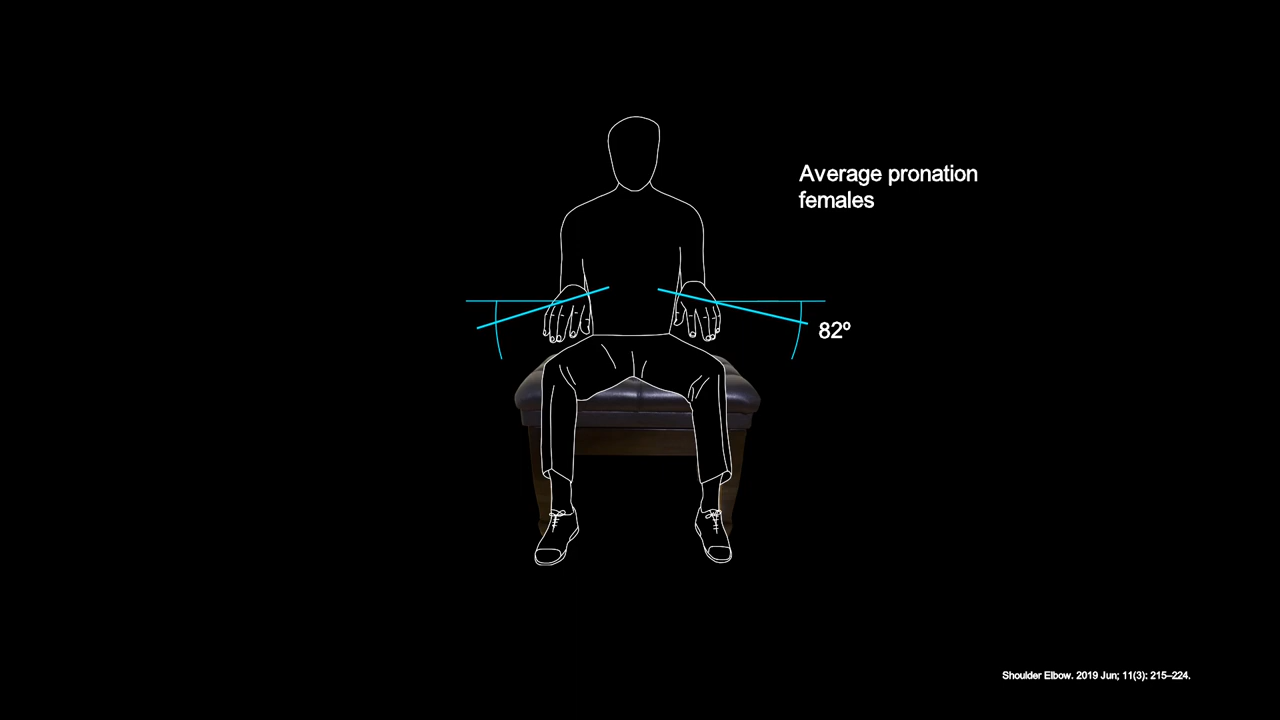 Average pronation
females
82º
Shoulder Elbow. 2019 Jun; 11(3): 215–224.